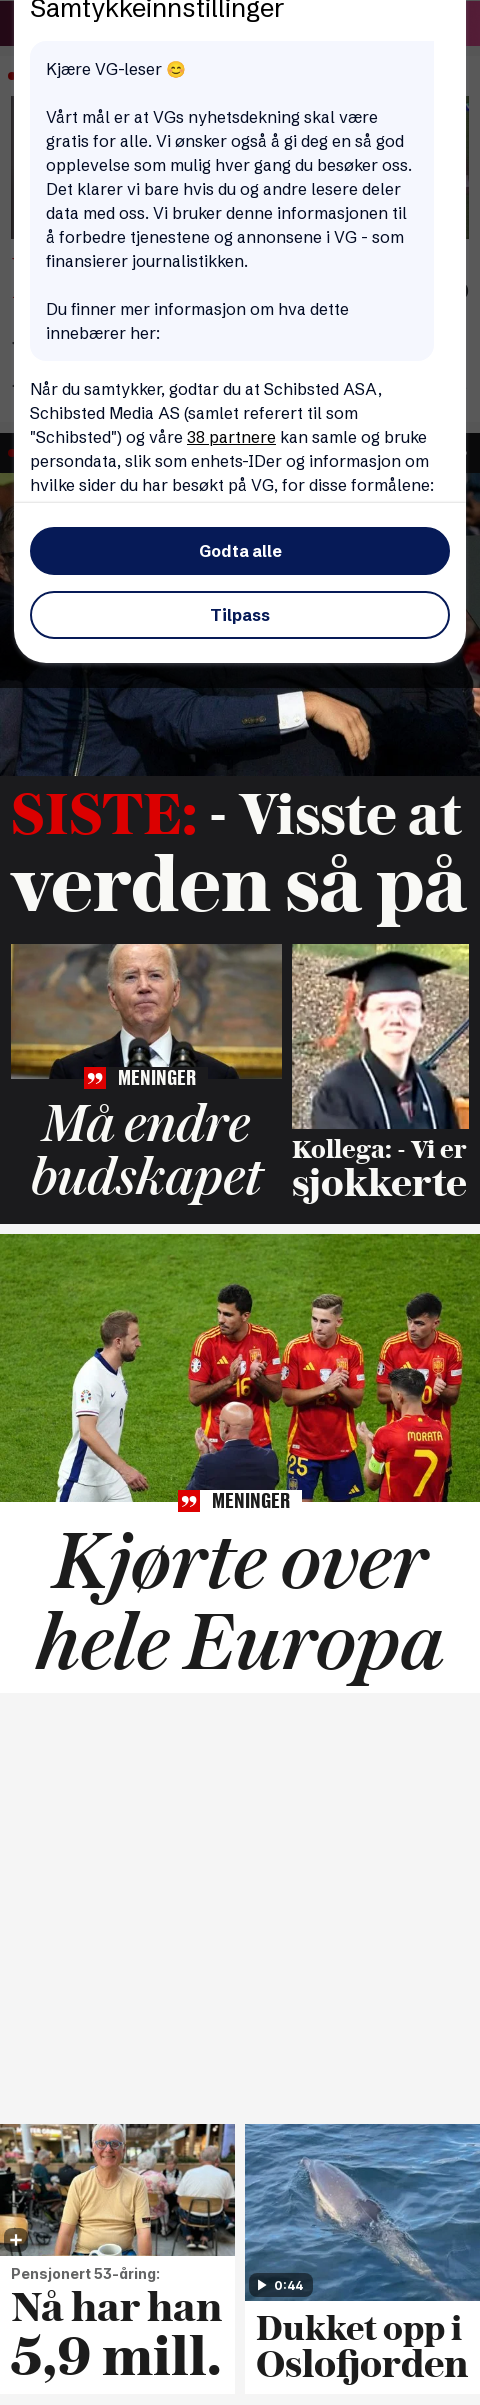 Samtykkeinnstillinger
Kjære VG-leser 😊
Vårt mål er at VGs nyhetsdekning skal være
gratis for alle. Vi ønsker også å gi deg en så god
opplevelse som mulig hver gang du besøker oss.
Det klarer vi bare hvis du og andre lesere deler
data med oss. Vi bruker denne informasjonen til
å forbedre tjenestene og annonsene i VG - som
finansierer journalistikken.
Du finner mer informasjon om hva dette
innebærer her:
Når du samtykker, godtar du at Schibsted ASA,
Schibsted Media AS (samlet referert til som
"Schibsted") og våre 38 partnere kan samle og bruke
persondata, slik som enhets-IDer og informasjon om
hvilke sider du har besøkt på VG, for disse formålene:
Godta alle
Tilpass
SISTE: - Visste at
verden så på
MENINGER
Må endre
budskapet
Kollega: - Vi er
sjokkerte
16
25
MORATA
7
MENINGER
Kjørte over
hele Europa
Pensjonert 53-åring:
Nå har han
5,9 mill.
0:44
Dukket opp i
Oslofjorden